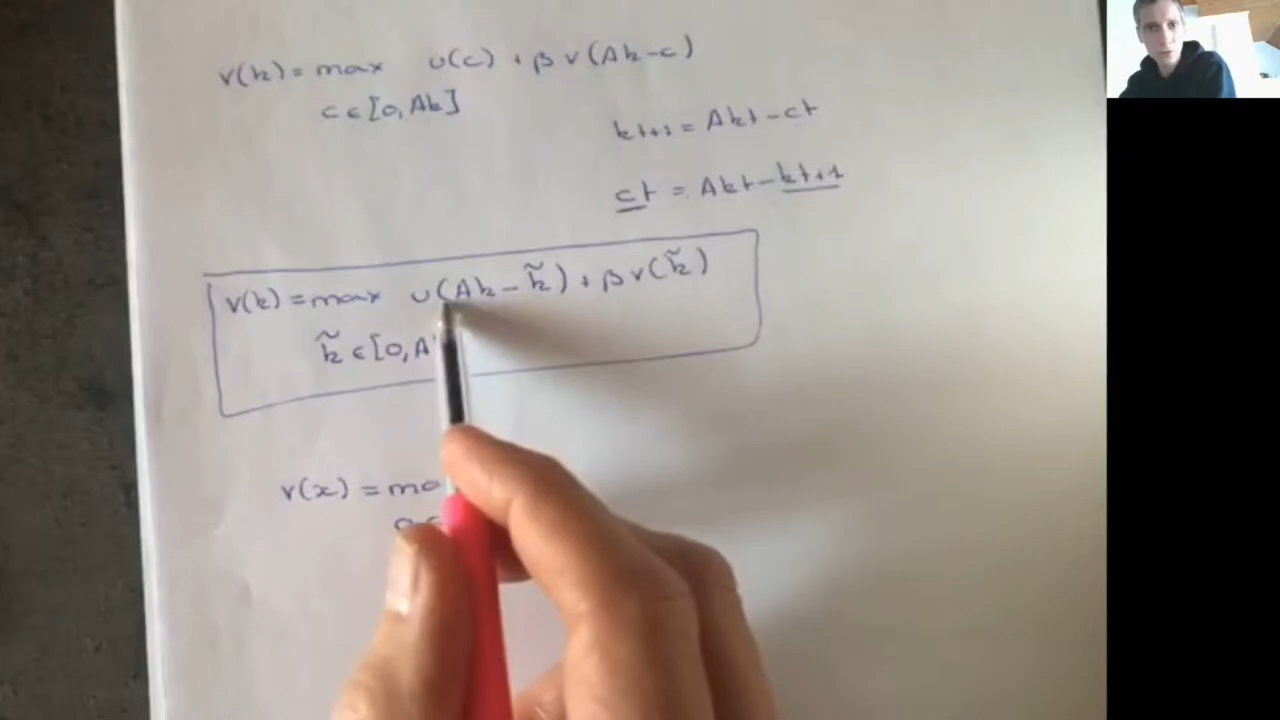 v(k) = max u(c) + β v(Ak-c)
c ∈ [0, Ak]
kt+1 = Akt - ct
ct = Akt - kt+1
v(k) = max u(Ak - k̃) + β v(k̃)
k̃ ∈ [0, A
v(x) = ma